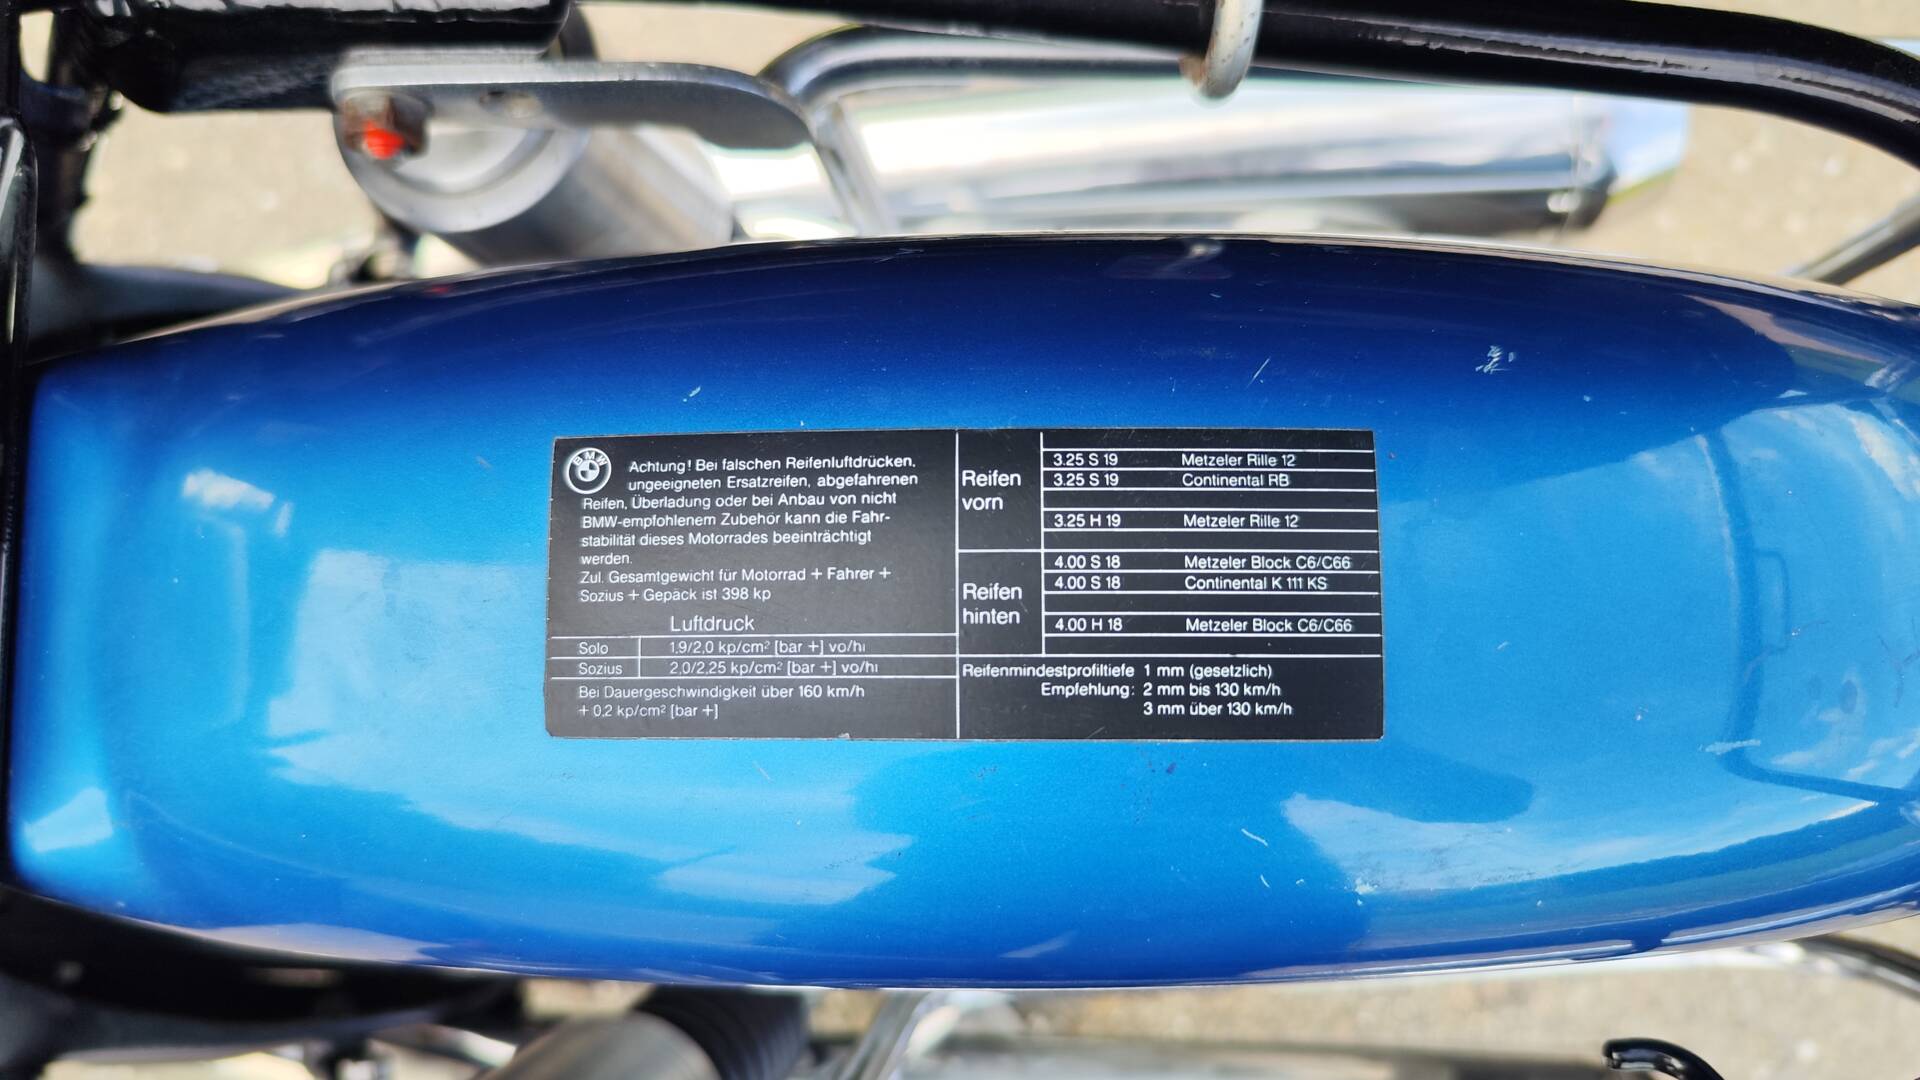 BMW
Achtung! Bei falschen Reifenluftdrücken,
ungeeigneten Ersatzreifen, abgefahrenen
Reifen, Überladung oder bei Anbau von nicht
BMW-empfohlenem Zubehör kann die Fahr-
stabilität dieses Motorrades beeinträchtigt
werden.
Zul. Gesamtgewicht für Motorrad + Fahrer +
Sozius + Gepäck ist 398 kp
Luftdruck
Solo 1,9/2,0 kp/cm² [bar +] vo/hi
Sozius 2,0/2,25 kp/cm² [bar +] vo/hi
Bei Dauergeschwindigkeit über 160 km/h
+ 0,2 kp/cm² [bar +]
Reifen
vorn
3.25 S 19 Metzeler Rille 12
3.25 S 19 Continental RB
3.25 H 19 Metzeler Rille 12
Reifen
hinten
4.00 S 18 Metzeler Block C6/C66
4.00 S 18 Continental K 111 KS
4.00 H 18 Metzeler Block C6/C66
Reifenmindestprofiltiefe 1 mm (gesetzlich)
Empfehlung: 2 mm bis 130 km/h
3 mm über 130 km/h